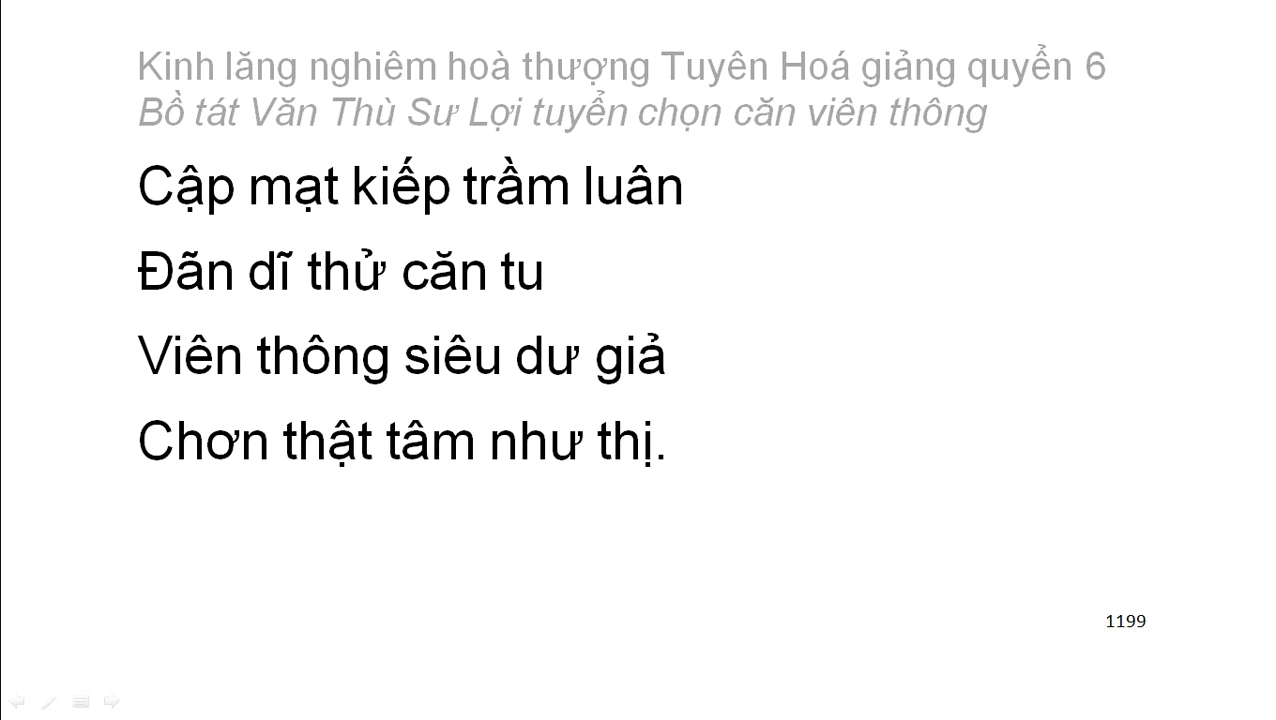 Kinh lăng nghiêm hoà thượng Tuyên Hoá giảng quyển 6
Bồ tát Văn Thù Sư Lợi tuyển chọn căn viên thông
Cập mạt kiếp trầm luân
Đãn dĩ thử căn tu
Viên thông siêu dư giả
Chơn thật tâm như thị.
1199